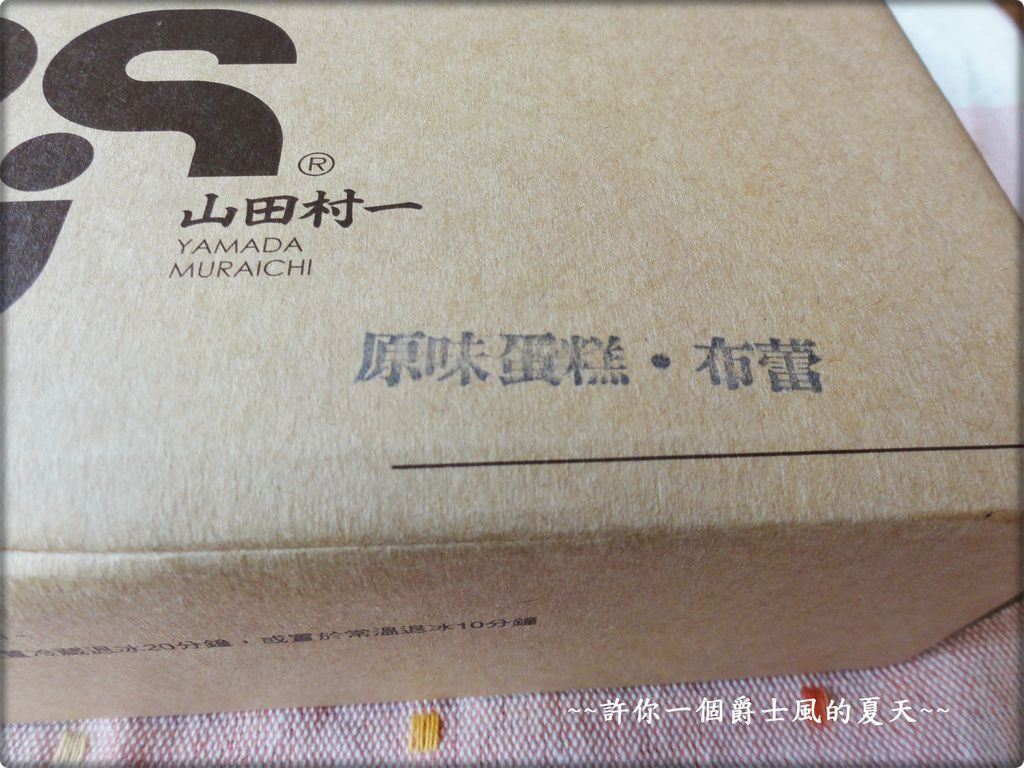 ®
山田村一
YAMADA
MURAICHI
原味蛋糕・布蕾
置冷藏退冰20分鐘，或置於常溫退冰10分鐘
~~許你一個爵士風的夏天~~